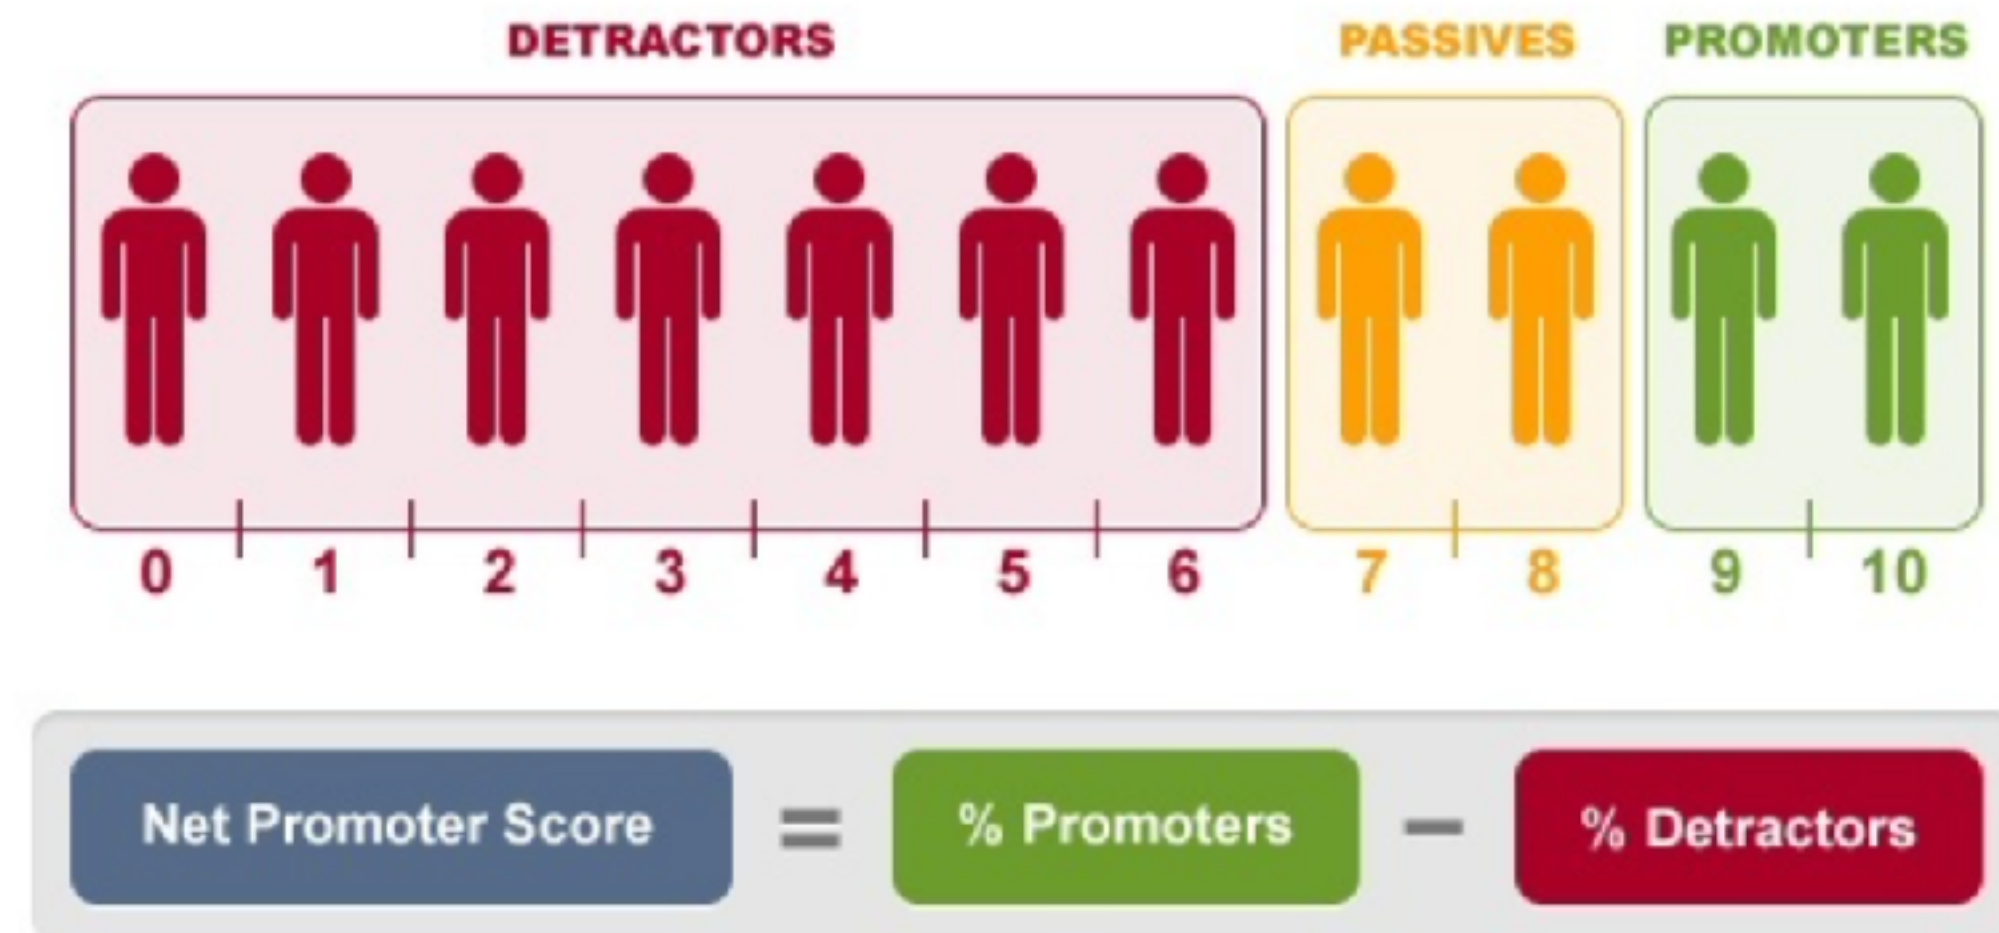 DETRACTORS PASSIVES PROMOTERS
0 1 2 3 4 5 6 7 8 9 10
Net Promoter Score = % Promoters − % Detractors